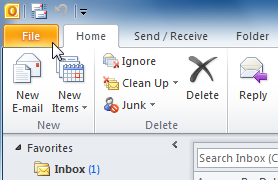 File Home Send / Receive Folder
New E-mail
New Items
Ignore
Clean Up
Junk
Delete
Reply
New Delete
Favorites
Inbox (1)
Search Inbox (C